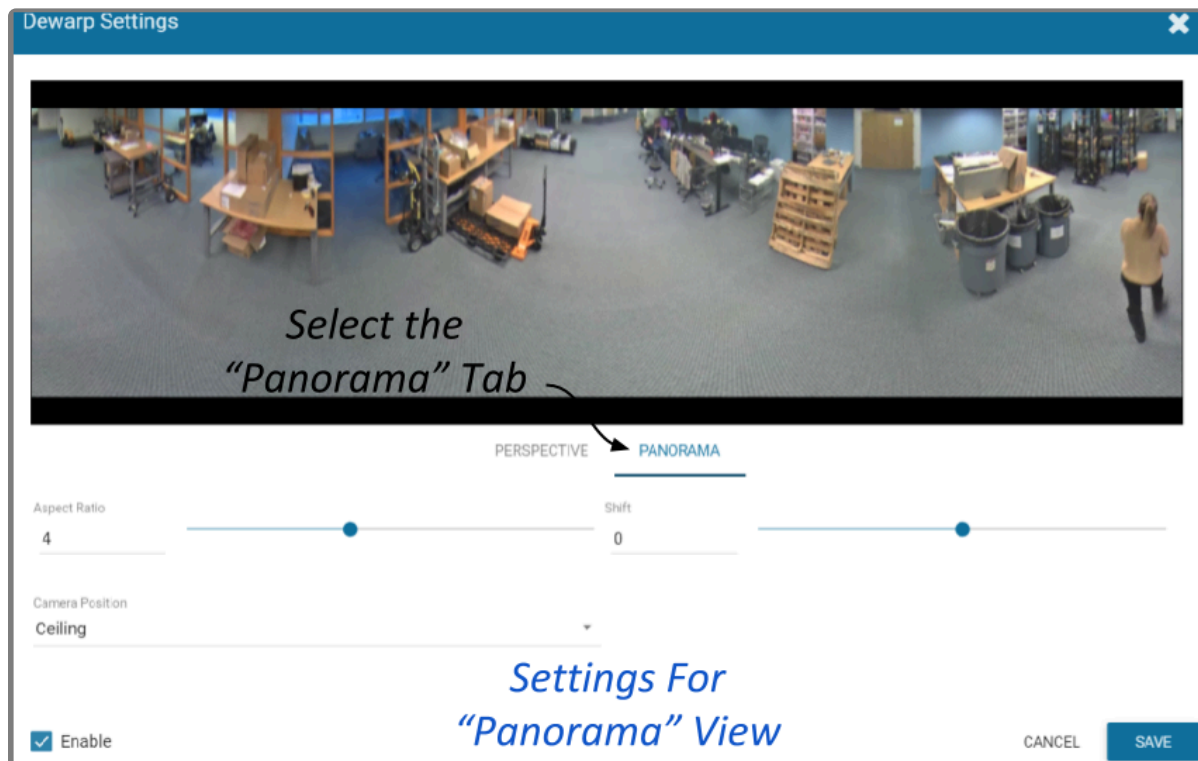 Dewarp Settings
Select the
“Panorama” Tab
PERSPECTIVE
PANORAMA
Aspect Ratio
4
Shift
0
Camera Position
Ceiling
Settings For
“Panorama” View
Enable
CANCEL
SAVE